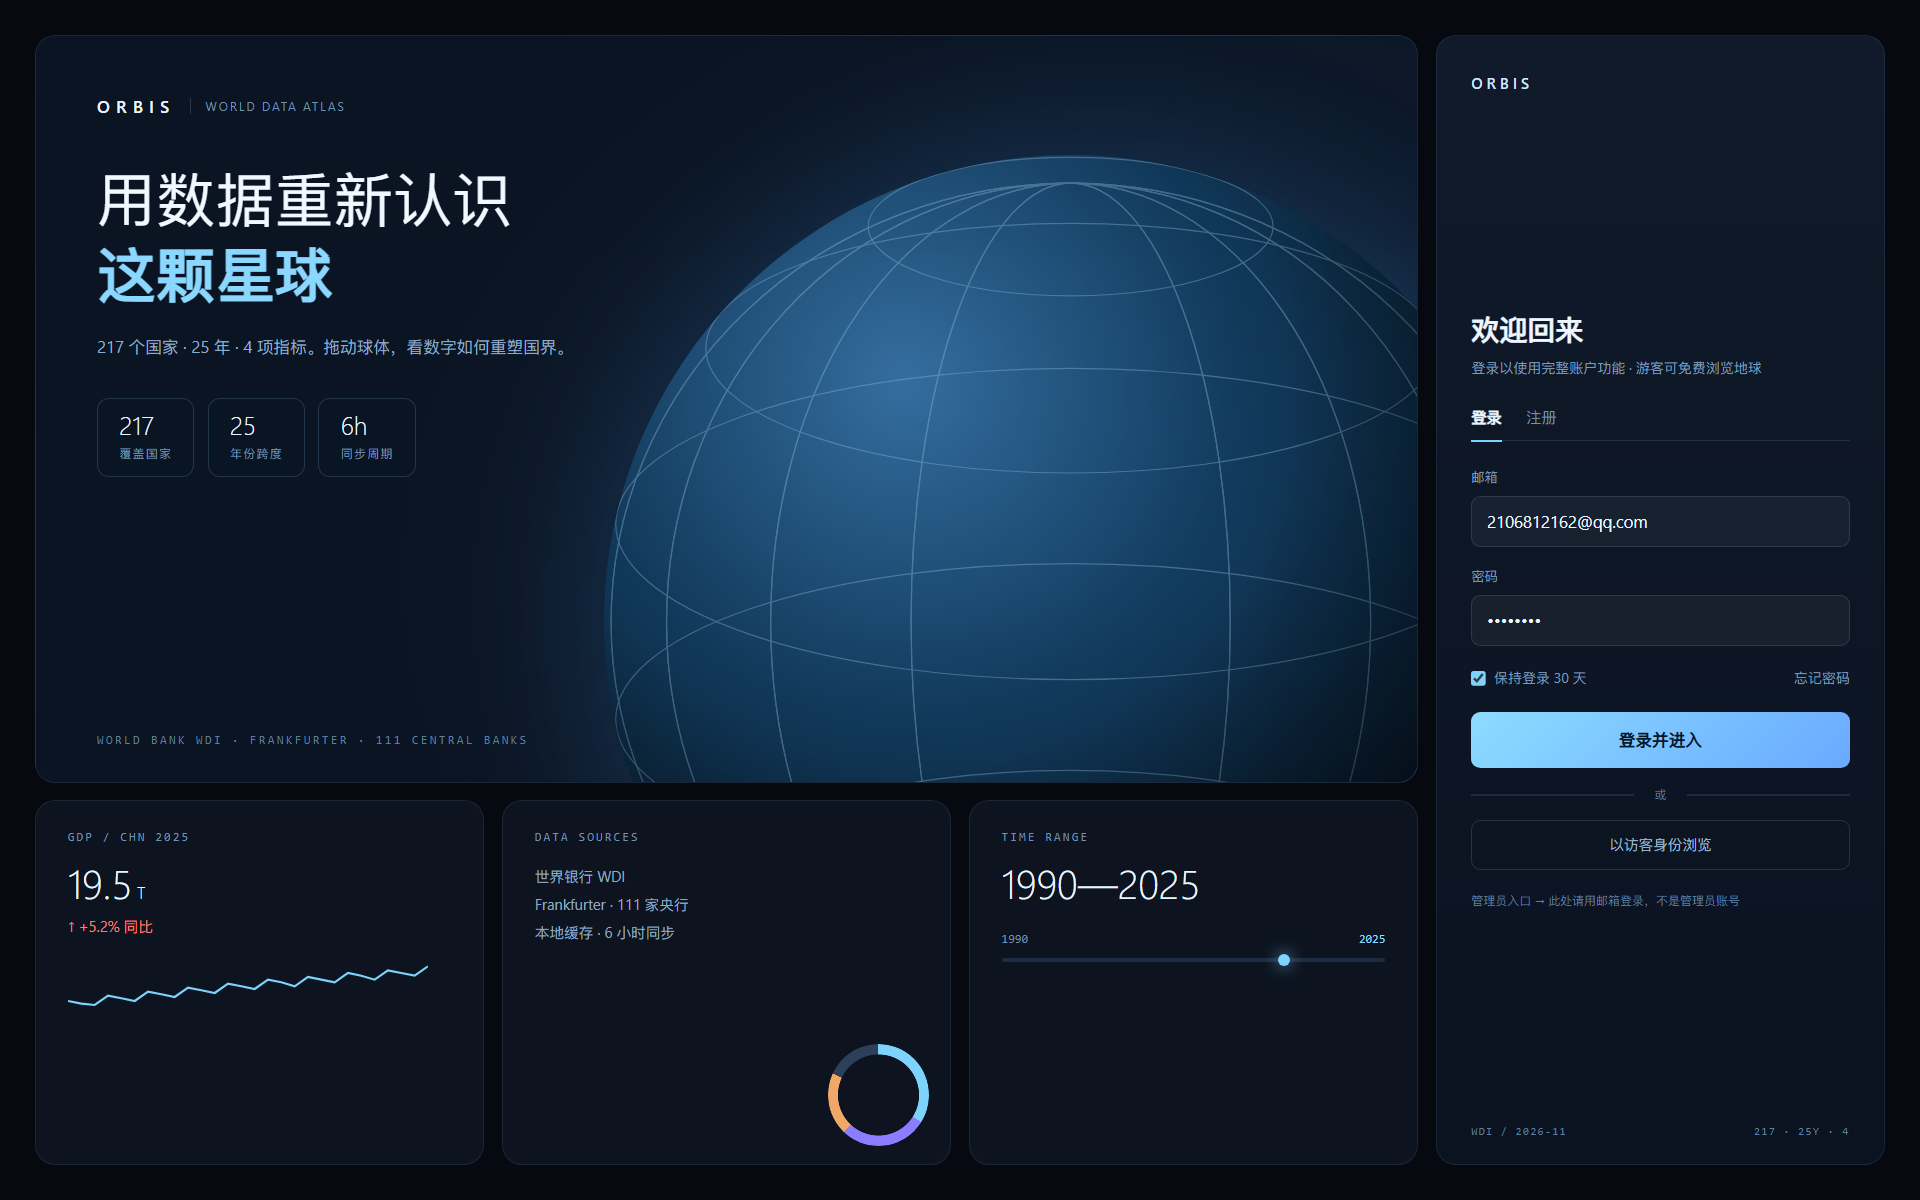 ORBIS
WORLD DATA ATLAS
用数据重新认识
这颗星球
217 个国家 · 25 年 · 4 项指标。拖动球体，看数字如何重塑国界。
217
覆盖国家
25
年份跨度
6h
同步周期
WORLD BANK WDI · FRANKFURTER · 111 CENTRAL BANKS
GDP / CHN 2025
19.5 T
↑ +5.2% 同比
DATA SOURCES
世界银行 WDI
Frankfurter · 111 家央行
本地缓存 · 6 小时同步
TIME RANGE
1990—2025
1990
2025
ORBIS
欢迎回来
登录以使用完整账户功能 · 游客可免费浏览地球
登录
注册
邮箱
2106812162@qq.com
密码
••••••••
保持登录 30 天
忘记密码
登录并进入
或
以访客身份浏览
管理员入口 → 此处请用邮箱登录，不是管理员账号
WDI / 2026-11
217 · 25Y · 4